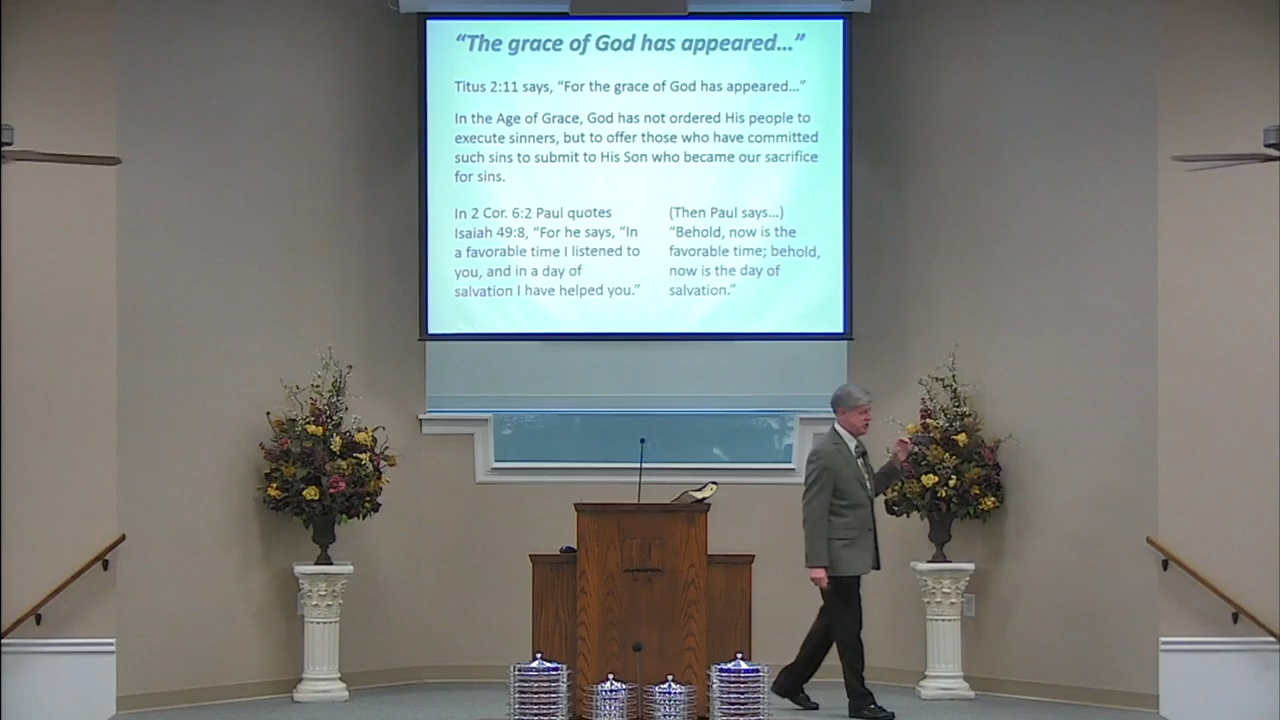 “The grace of God has appeared...”
Titus 2:11 says, “For the grace of God has appeared...”
In the Age of Grace, God has not ordered His people to
execute sinners, but to offer those who have committed
such sins to submit to His Son who became our sacrifice
for sins.
In 2 Cor. 6:2 Paul quotes
Isaiah 49:8, “For he says, “In
a favorable time I listened to
you, and in a day of
salvation I have helped you.”
(Then Paul says...)
“Behold, now is the
favorable time; behold,
now is the day of
salvation.”